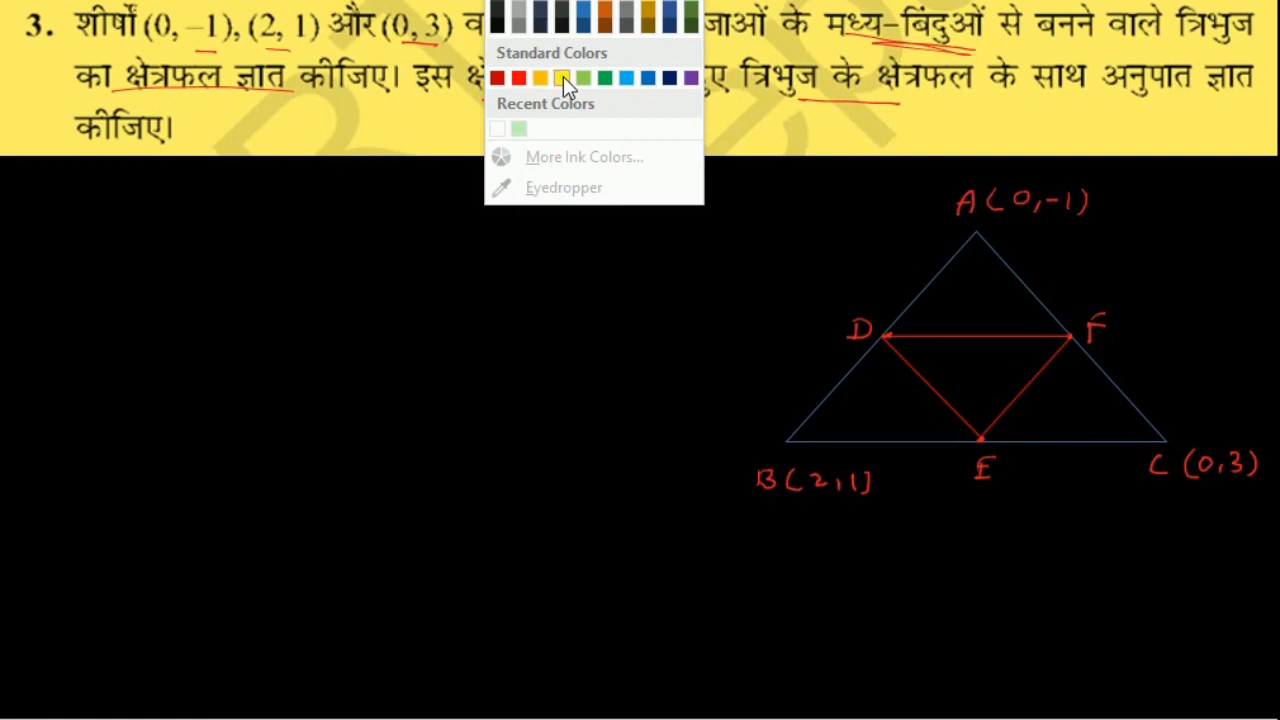 3. शीर्षों (0, –1), (2, 1) और (0, 3) व जाओं के मध्य-बिंदुओं से बनने वाले त्रिभुज
का क्षेत्रफल ज्ञात कीजिए। इस क्षे ए त्रिभुज के क्षेत्रफल के साथ अनुपात ज्ञात
कीजिए।
Standard Colors
Recent Colors
More Ink Colors...
Eyedropper
A(0,-1)
D
F
B(2,1)
E
C(0,3)